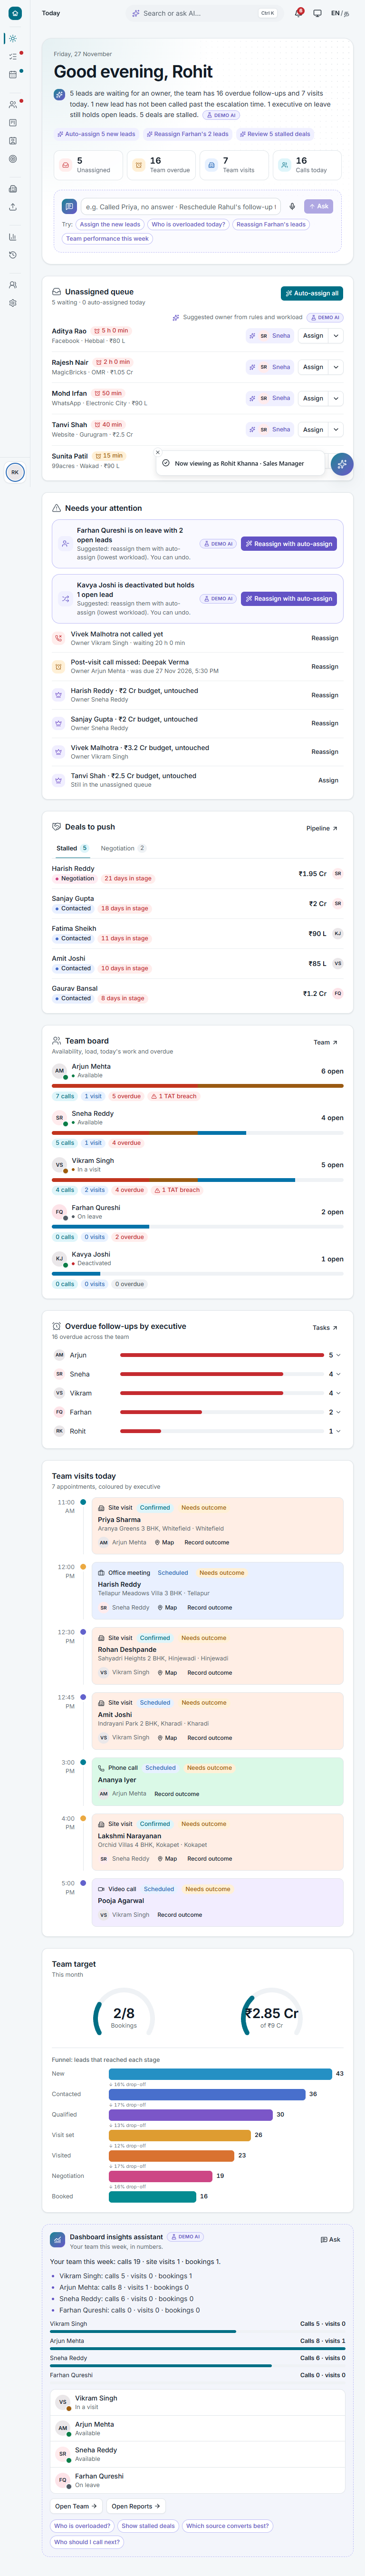 Today
Search or ask AI...
Ctrl K
EN / த
Friday, 27 November
Good evening, Rohit
5 leads are waiting for an owner, the team has 16 overdue follow-ups and 7 visits
today. 1 new lead has not been called past the escalation time. 1 executive on leave
still holds open leads. 5 deals are stalled. DEMO AI
Auto-assign 5 new leads
Reassign Farhan's 2 leads
Review 5 stalled deals
5
Unassigned
16
Team overdue
7
Team visits
16
Calls today
e.g. Called Priya, no answer · Reschedule Rahul's follow-up t
Ask
Try:
Assign the new leads
Who is overloaded today?
Reassign Farhan's leads
Team performance this week
Unassigned queue
5 waiting · 0 auto-assigned today
Auto-assign all
Suggested owner from rules and workload DEMO AI
Aditya Rao 5 h 0 min
Facebook · Hebbal · ₹80 L
SR Sneha
Assign
Rajesh Nair 2 h 0 min
MagicBricks · OMR · ₹1.05 Cr
SR Sneha
Assign
Mohd Irfan 50 min
WhatsApp · Electronic City · ₹90 L
SR Sneha
Assign
Tanvi Shah 40 min
Website · Gurugram · ₹2.5 Cr
SR Sneha
Assign
Sunita Patil 15 min
99acres · Wakad · ₹90 L
Now viewing as Rohit Khanna · Sales Manager
RK
Needs your attention
Farhan Qureshi is on leave with 2
open leads
Suggested: reassign them with auto-
assign (lowest workload). You can undo.
DEMO AI
Reassign with auto-assign
Kavya Joshi is deactivated but holds
1 open lead
Suggested: reassign them with auto-
assign (lowest workload). You can undo.
DEMO AI
Reassign with auto-assign
Vivek Malhotra not called yet
Owner Vikram Singh · waiting 20 h 0 min
Reassign
Post-visit call missed: Deepak Verma
Owner Arjun Mehta · was due 27 Nov 2026, 5:30 PM
Reassign
Harish Reddy · ₹2 Cr budget, untouched
Owner Sneha Reddy
Reassign
Sanjay Gupta · ₹2 Cr budget, untouched
Owner Sneha Reddy
Reassign
Vivek Malhotra · ₹3.2 Cr budget, untouched
Owner Vikram Singh
Reassign
Tanvi Shah · ₹2.5 Cr budget, untouched
Still in the unassigned queue
Assign
Deals to push
Pipeline
Stalled 5
Negotiation 2
Harish Reddy
Negotiation 21 days in stage
₹1.95 Cr SR
Sanjay Gupta
Contacted 18 days in stage
₹2 Cr SR
Fatima Sheikh
Contacted 11 days in stage
₹90 L KJ
Amit Joshi
Contacted 10 days in stage
₹85 L VS
Gaurav Bansal
Contacted 8 days in stage
₹1.2 Cr FQ
Team board
Availability, load, today's work and overdue
Team
AM Arjun Mehta
Available
6 open
7 calls 1 visit 5 overdue 1 TAT breach
SR Sneha Reddy
Available
4 open
5 calls 1 visit 4 overdue
VS Vikram Singh
In a visit
5 open
4 calls 2 visits 4 overdue 1 TAT breach
FQ Farhan Qureshi
On leave
2 open
0 calls 0 visits 2 overdue
KJ Kavya Joshi
Deactivated
1 open
0 calls 0 visits 0 overdue
Overdue follow-ups by executive
16 overdue across the team
Tasks
AM Arjun 5
SR Sneha 4
VS Vikram 4
FQ Farhan 2
RK Rohit 1
Team visits today
7 appointments, coloured by executive
11:00
AM
Site visit Confirmed Needs outcome
Priya Sharma
Aranya Greens 3 BHK, Whitefield · Whitefield
AM Arjun Mehta Map Record outcome
12:00
PM
Office meeting Scheduled Needs outcome
Harish Reddy
Tellapur Meadows Villa 3 BHK · Tellapur
SR Sneha Reddy Map Record outcome
12:30
PM
Site visit Confirmed Needs outcome
Rohan Deshpande
Sahyadri Heights 2 BHK, Hinjewadi · Hinjewadi
VS Vikram Singh Map Record outcome
12:45
PM
Site visit Scheduled Needs outcome
Amit Joshi
Indrayani Park 2 BHK, Kharadi · Kharadi
VS Vikram Singh Map Record outcome
3:00
PM
Phone call Scheduled Needs outcome
Ananya Iyer
AM Arjun Mehta Record outcome
4:00
PM
Site visit Confirmed Needs outcome
Lakshmi Narayanan
Orchid Villas 4 BHK, Kokapet · Kokapet
SR Sneha Reddy Map Record outcome
5:00
PM
Video call Scheduled Needs outcome
Pooja Agarwal
VS Vikram Singh Record outcome
Team target
This month
2/8
Bookings
₹2.85 Cr
of ₹9 Cr
Funnel: leads that reached each stage
New 43
↓ 16% drop-off
Contacted 36
↓ 17% drop-off
Qualified 30
↓ 13% drop-off
Visit set 26
↓ 12% drop-off
Visited 23
↓ 17% drop-off
Negotiation 19
↓ 16% drop-off
Booked 16
Dashboard insights assistant DEMO AI
Your team this week, in numbers.
Ask
Your team this week: calls 19 · site visits 1 · bookings 1.
• Vikram Singh: calls 5 · visits 0 · bookings 1
• Arjun Mehta: calls 8 · visits 1 · bookings 0
• Sneha Reddy: calls 6 · visits 0 · bookings 0
• Farhan Qureshi: calls 0 · visits 0 · bookings 0
Vikram Singh Calls 5 · visits 0
Arjun Mehta Calls 8 · visits 1
Sneha Reddy Calls 6 · visits 0
Farhan Qureshi Calls 0 · visits 0
VS Vikram Singh
In a visit
AM Arjun Mehta
Available
SR Sneha Reddy
Available
FQ Farhan Qureshi
On leave
Open Team →
Open Reports →
Who is overloaded?
Show stalled deals
Which source converts best?
Who should I call next?